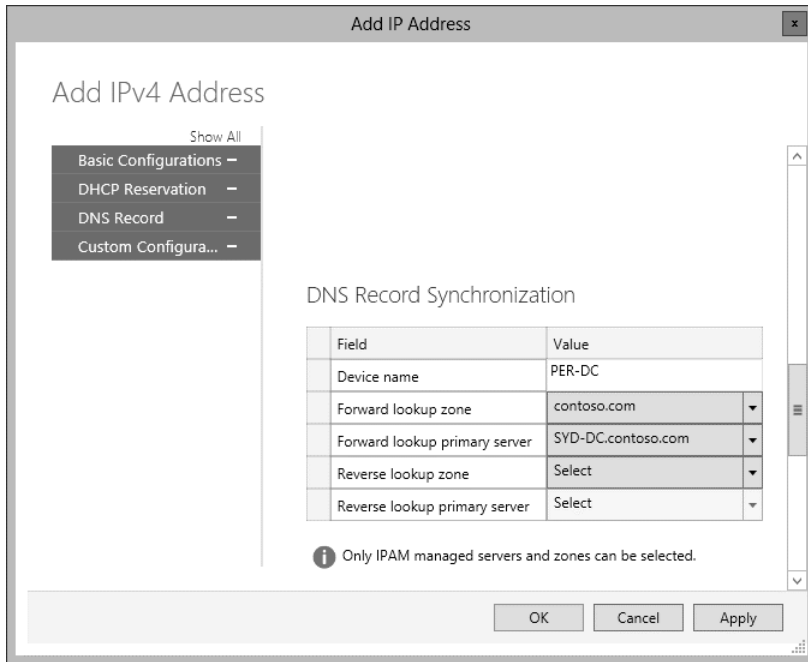 Add IP Address
x
Add IPv4 Address
Show All
Basic Configurations
DHCP Reservation
DNS Record
Custom Configura...
DNS Record Synchronization
Field Value
Device name PER-DC
Forward lookup zone contoso.com
Forward lookup primary server SYD-DC.contoso.com
Reverse lookup zone Select
Reverse lookup primary server Select
i Only IPAM managed servers and zones can be selected.
OK Cancel Apply